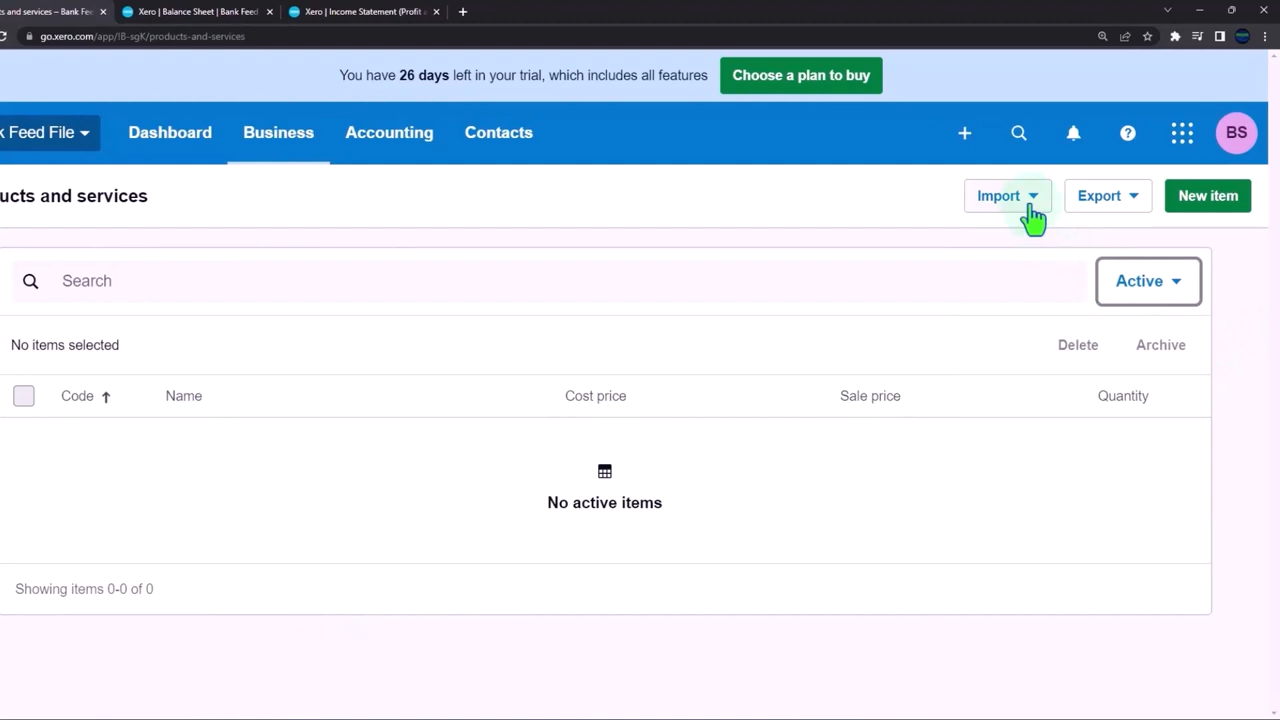 ts and services – Bank Fe
Xero | Balance Sheet | Bank Feed
Xero | Income Statement (Profit
go.xero.com/app/!B-sgK/products-and-services
You have 26 days left in your trial, which includes all features
Choose a plan to buy
k Feed File
Dashboard
Business
Accounting
Contacts
BS
ucts and services
Import
Export
New item
Search
Active
No items selected
Delete
Archive
Code
Name
Cost price
Sale price
Quantity
No active items
Showing items 0-0 of 0